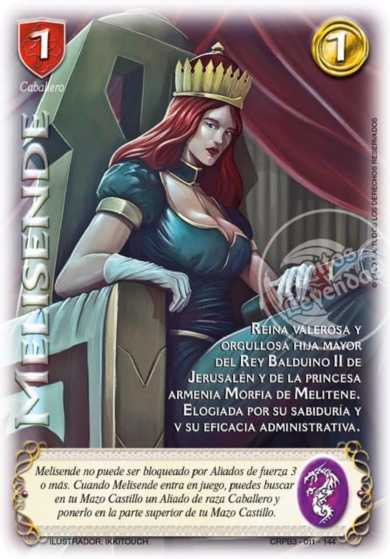 1
1
Caballero
MELISENDE
REINA VALEROSA Y
ORGULLOSA HIJA MAYOR
DEL REY BALDUINO II DE
JERUSALÉN Y DE LA PRINCESA
ARMENIA MORFIA DE MELITENE.
ELOGIADA POR SU SABIDURÍA Y
V SU EFICACIA ADMINISTRATIVA.
Melisende no puede ser bloqueado por Aliados de fuerza 3
o más. Cuando Melisende entra en juego, puedes buscar
en tu Mazo Castillo un Aliado de raza Caballero y
ponerlo en la parte superior de tu Mazo Castillo.
ILUSTRADOR: IKKITOUCH
CRPB3 - 011 - 144
LOS DERECHOS RESERVADOS